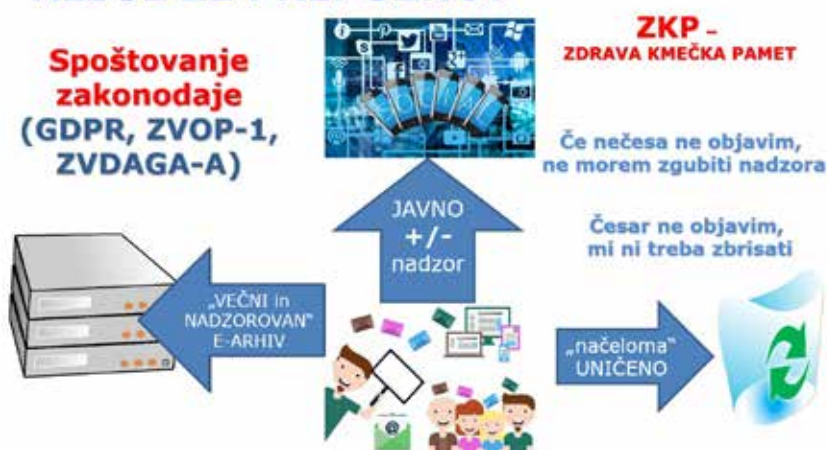 Spoštovanje
zakonodaje
(GDPR, ZVOP-1,
ZVDAGA-A)
ZKP –
ZDRAVA KMEČKA PAMET
Če nečesa ne objavim,
ne morem zgubiti nadzora
Česar ne objavim,
mi ni treba zbrisati
JAVNO
+/-
nadzor
„VEČNI in
NADZOROVAN“
E-ARHIV
„načeloma“
UNIČENO